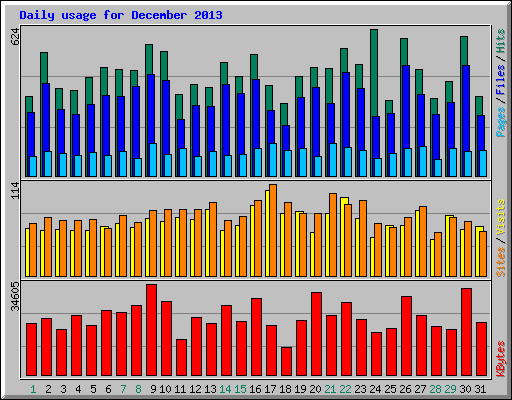 Daily usage for December 2013
624
Pages / Files / Hits
114
Sites / Visits
34605
KBytes
1 2 3 4 5 6 7 8 9 10 11 12 13 14 15 16 17 18 19 20 21 22 23 24 25 26 27 28 29 30 31